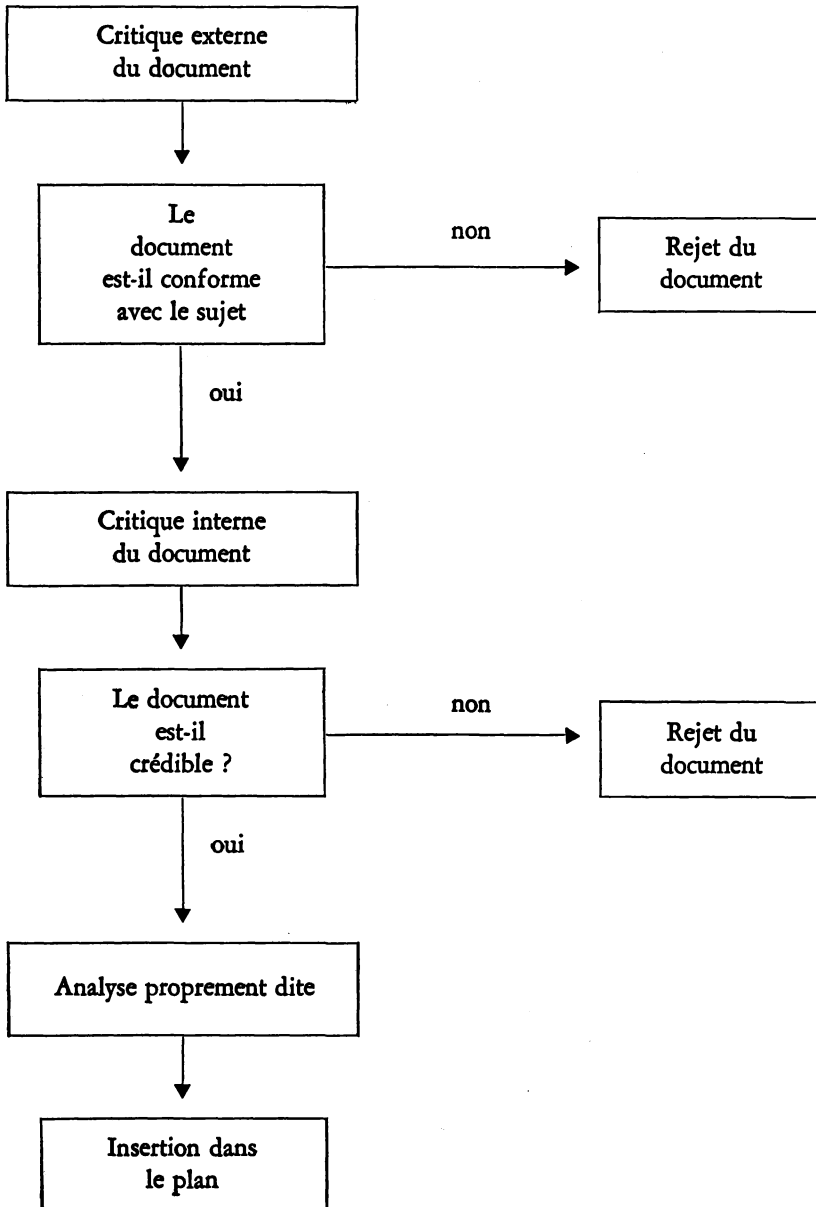 Critique externe
du document
Le
document
est-il conforme
avec le sujet
non
Rejet du
document
oui
Critique interne
du document
Le document
est-il
crédible ?
non
Rejet du
document
oui
Analyse proprement dite
Insertion dans
le plan